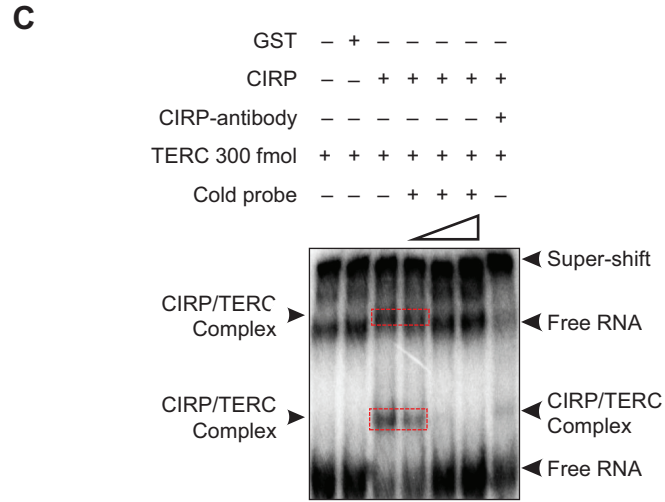 C
GST – + – – – – –
CIRP – – + + + + +
CIRP-antibody – – – – – – +
TERC 300 fmol + + + + + + +
Cold probe – – – + + + –
Super-shift
CIRP/TERC
Complex
Free RNA
CIRP/TERC
Complex
CIRP/TERC
Complex
Free RNA